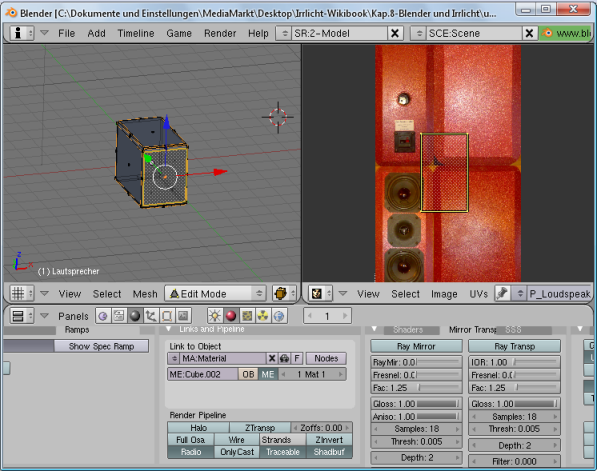 Blender [C:\Dokumente und Einstellungen\MediaMarkt\Desktop\Irrlicht-Wikibook\Kap.8-Blender und Irrlicht\u...
File Add Timeline Game Render Help SR:2-Model SCE:Scene www.bl
(1) Lautsprecher
View Select Mesh Edit Mode
View Select Image UVs P_Loudspeak
Panels 1
Ramps
Show Spec Ramp
Links and Pipeline
Link to Object
MA:Material F Nodes
ME:Cube.002 OB ME 1 Mat 1
Render Pipeline
Halo ZTransp Zoffs: 0.00
Full Osa Wire Strands ZInvert
Radio OnlyCast Traceable Shadbuf
Shaders Mirror Transp SSS
Ray Mirror Ray Transp
RayMir: 0.0 IOR: 1.00
Fresnel: 0.0 Fresnel: 0.0
Fac: 1.25 Fac: 1.25
Gloss: 1.00 Gloss: 1.00
Aniso: 1.00 Samples: 18
Samples: 18 Thresh: 0.005
Thresh: 0.005 Depth: 2
Depth: 2 Filter: 0.000